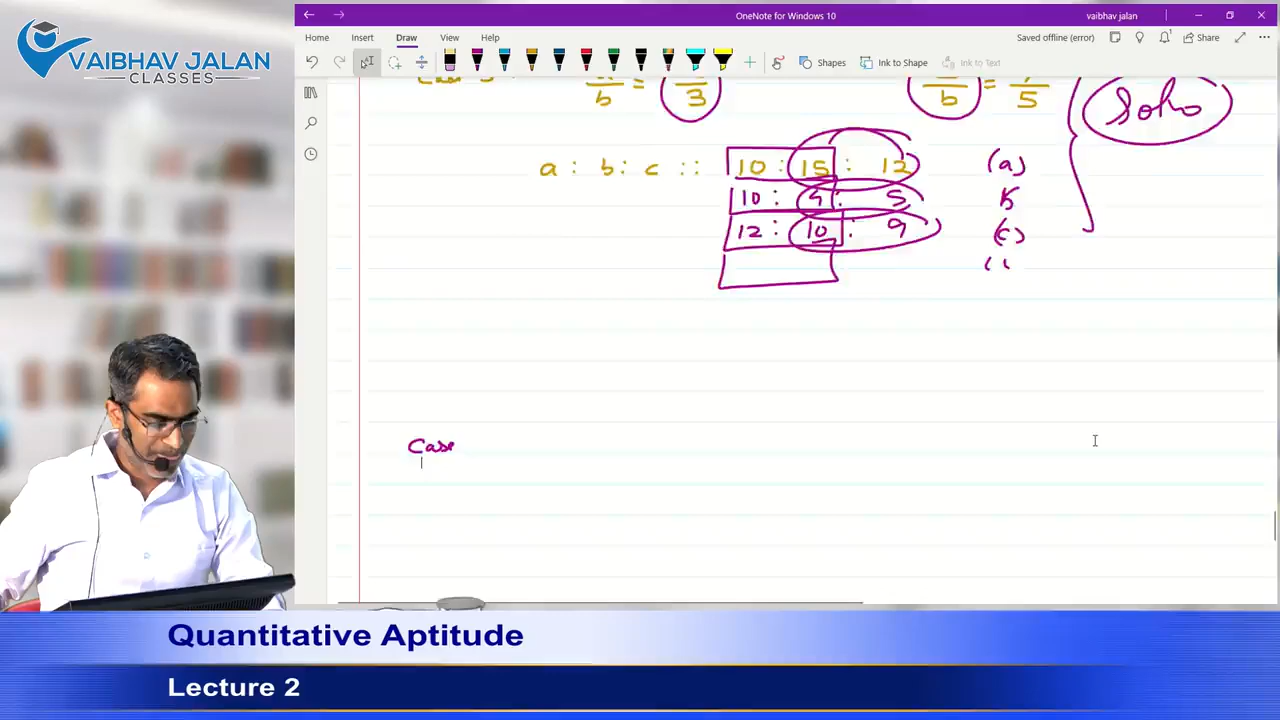 VAIBHAV JALAN
CLASSES
OneNote for Windows 10
vaibhav jalan
Home Insert Draw View Help
Saved offline (error)
Share
Shapes
Ink to Shape
Ink to Text
b = 3
b = 5
Soho
a : b : c :: 10 : 15 : 12 (a)
10 : 4 : 5 b
12 : 10 : 9 (c)
Case
Quantitative Aptitude
Lecture 2